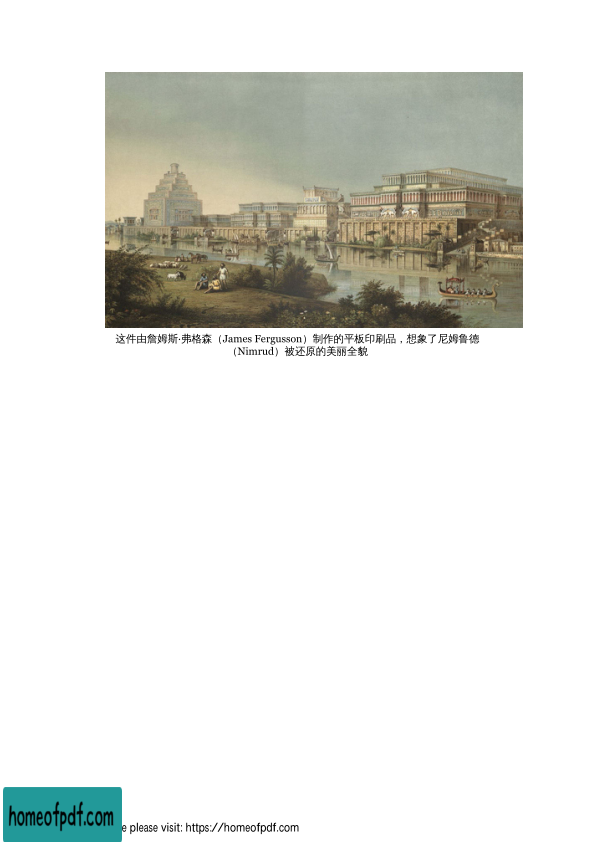 这件由詹姆斯·弗格森（James Fergusson）制作的平板印刷品，想象了尼姆鲁德
（Nimrud）被还原的美丽全貌
homeofpdf.com
e please visit: https://homeofpdf.com